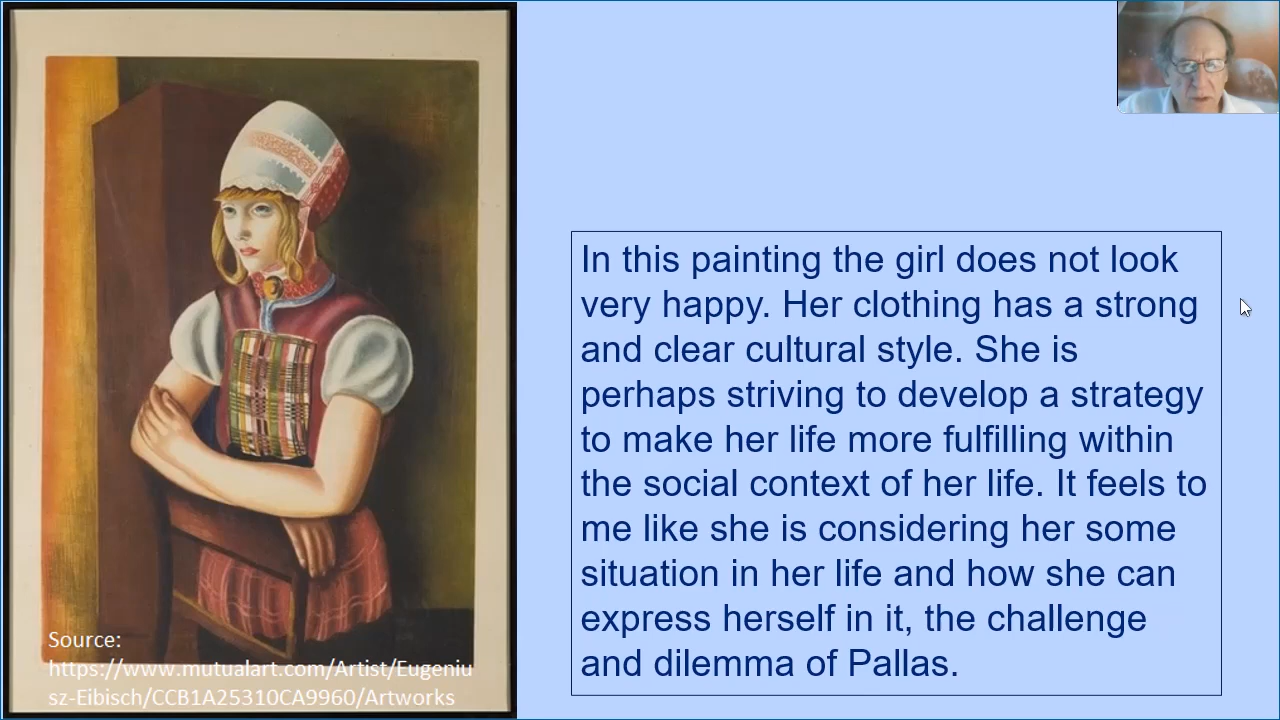 In this painting the girl does not look
very happy. Her clothing has a strong
and clear cultural style. She is
perhaps striving to develop a strategy
to make her life more fulfilling within
the social context of her life. It feels to
me like she is considering her some
situation in her life and how she can
express herself in it, the challenge
and dilemma of Pallas.
Source:
https://www.mutualart.com/Artist/Eugeniu
sz-Eibisch/CCB1A25310CA9960/Artworks